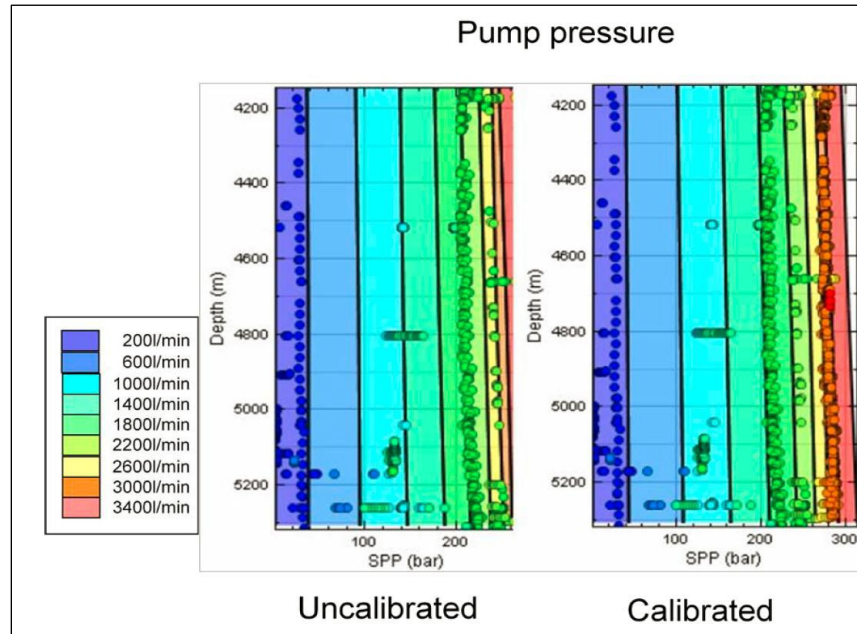 Pump pressure
4200
4400
4600
4800
5000
5200
Depth (m)
100
200
SPP (bar)
4200
4400
4600
4800
5000
5200
Depth (m)
100
200
300
SPP (bar)
200l/min
600l/min
1000l/min
1400l/min
1800l/min
2200l/min
2600l/min
3000l/min
3400l/min
Uncalibrated
Calibrated